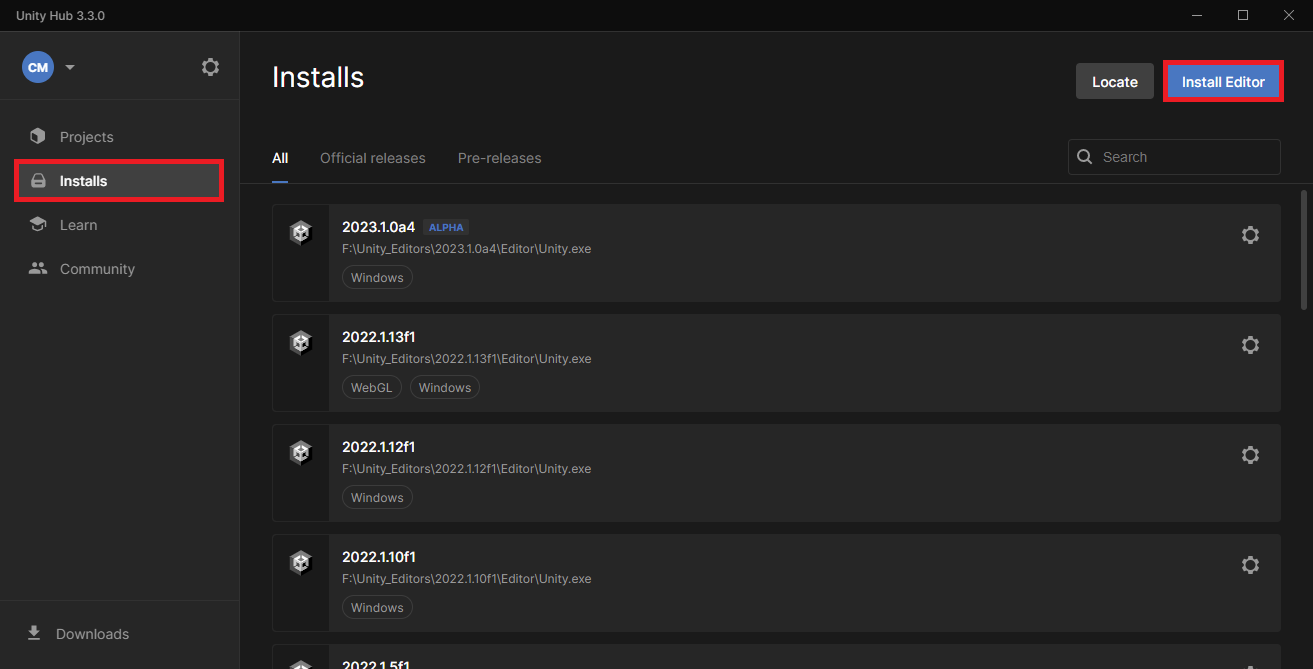 Unity Hub 3.3.0
CM
Projects
Installs
Learn
Community
Downloads
Installs
Locate
Install Editor
All
Official releases
Pre-releases
Search
2023.1.0a4 ALPHA
F:\Unity_Editors\2023.1.0a4\Editor\Unity.exe
Windows
2022.1.13f1
F:\Unity_Editors\2022.1.13f1\Editor\Unity.exe
WebGL Windows
2022.1.12f1
F:\Unity_Editors\2022.1.12f1\Editor\Unity.exe
Windows
2022.1.10f1
F:\Unity_Editors\2022.1.10f1\Editor\Unity.exe
Windows
2022.1.5f1